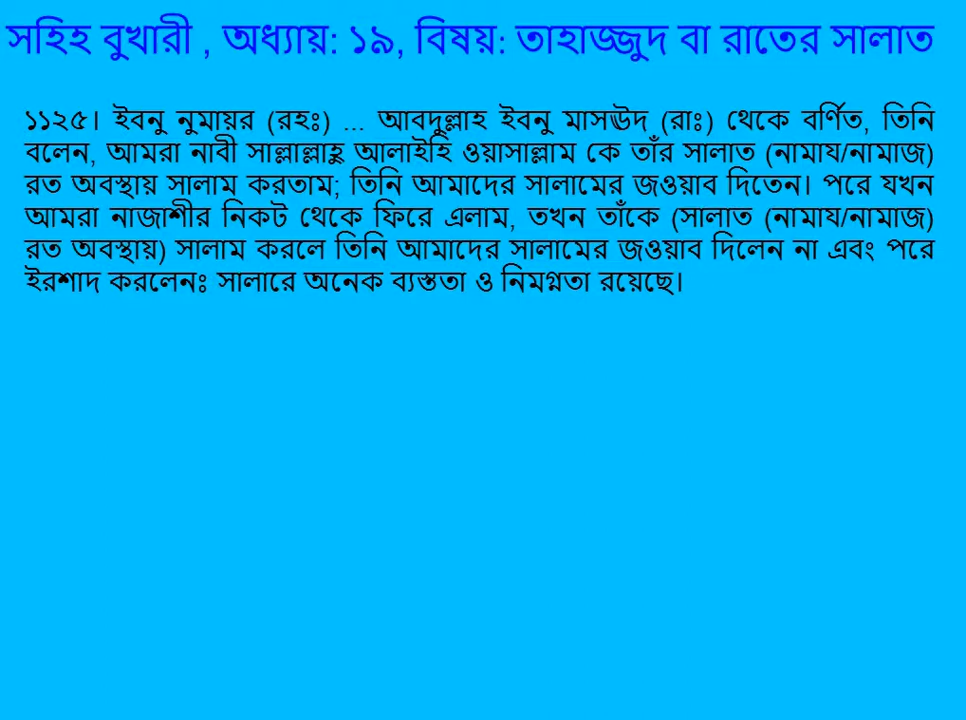 সহিহ বুখারী , অধ্যায়: ১৯, বিষয়: তাহাজ্জুদ বা রাতের সালাত
১১২৫। ইবনু নুমায়র (রহঃ) ... আবদুল্লাহ ইবনু মাসঊদ (রাঃ) থেকে বর্ণিত, তিনি
বলেন, আমরা নাবী সাল্লাল্লাহু আলাইহি ওয়াসাল্লাম কে তাঁর সালাত (নামায/নামাজ)
রত অবস্থায় সালাম করতাম; তিনি আমাদের সালামের জওয়াব দিতেন। পরে যখন
আমরা নাজাশীর নিকট থেকে ফিরে এলাম, তখন তাঁকে (সালাত (নামায/নামাজ)
রত অবস্থায়) সালাম করলে তিনি আমাদের সালামের জওয়াব দিলেন না এবং পরে
ইরশাদ করলেনঃ সালারে অনেক ব্যস্ততা ও নিমগ্নতা রয়েছে।